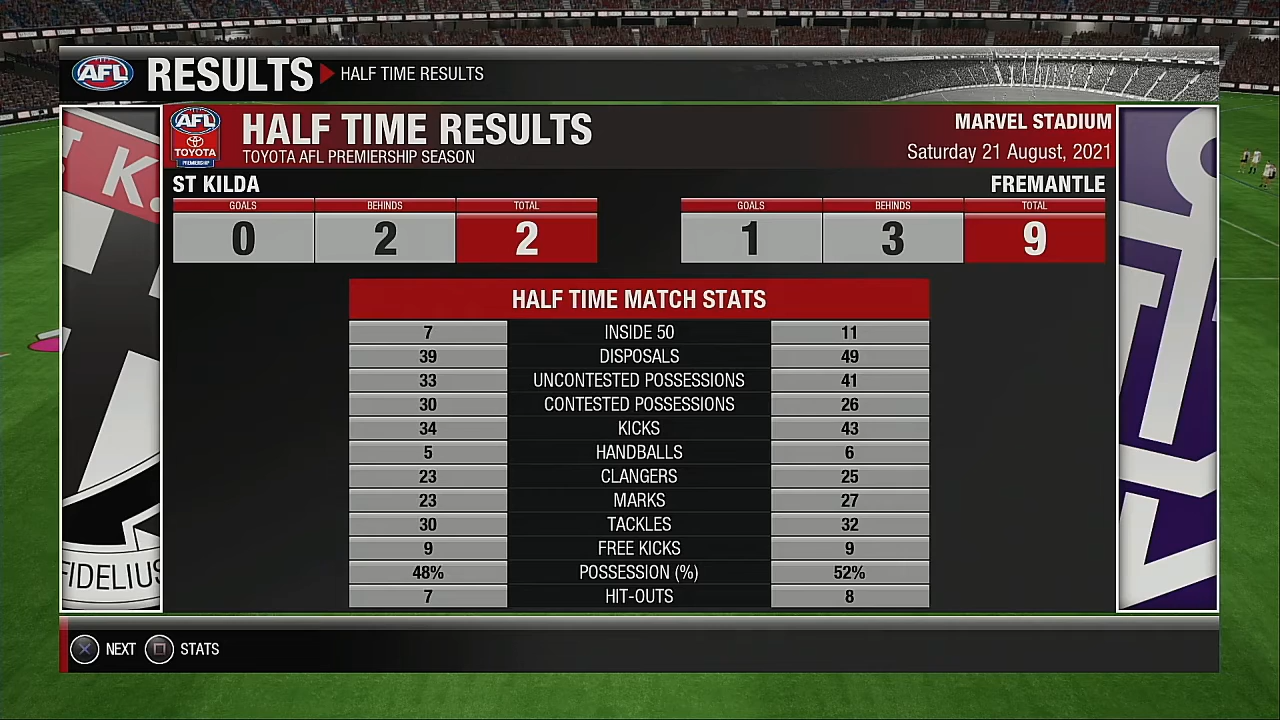 AFL RESULTS HALF TIME RESULTS
AFL
TOYOTA
PREMIERSHIP
HALF TIME RESULTS
TOYOTA AFL PREMIERSHIP SEASON
MARVEL STADIUM
Saturday 21 August, 2021
ST KILDA
FREMANTLE
GOALS BEHINDS TOTAL
GOALS BEHINDS TOTAL
0 2 2
1 3 9
HALF TIME MATCH STATS
7 INSIDE 50 11
39 DISPOSALS 49
33 UNCONTESTED POSSESSIONS 41
30 CONTESTED POSSESSIONS 26
34 KICKS 43
5 HANDBALLS 6
23 CLANGERS 25
23 MARKS 27
30 TACKLES 32
9 FREE KICKS 9
48% POSSESSION (%) 52%
7 HIT-OUTS 8
T K.
FIDELIUS
NEXT STATS